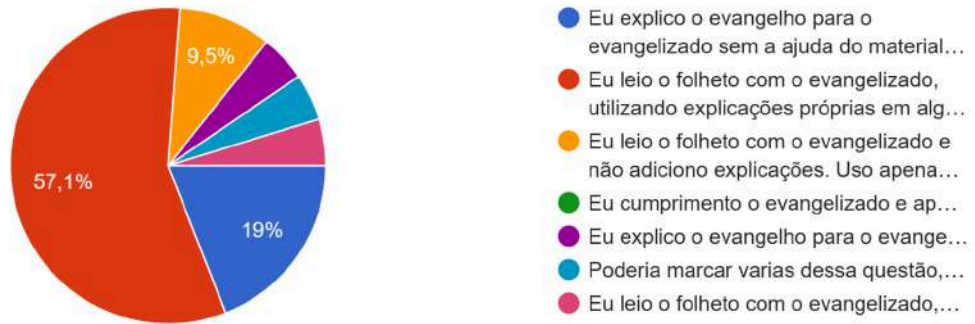 9,5%
57,1%
19%
Eu explico o evangelho para o
evangelizado sem a ajuda do material…
Eu leio o folheto com o evangelizado,
utilizando explicações próprias em alg…
Eu leio o folheto com o evangelizado e
não adiciono explicações. Uso apena…
Eu cumprimento o evangelizado e ap…
Eu explico o evangelho para o evange…
Poderia marcar varias dessa questão,…
Eu leio o folheto com o evangelizado,…